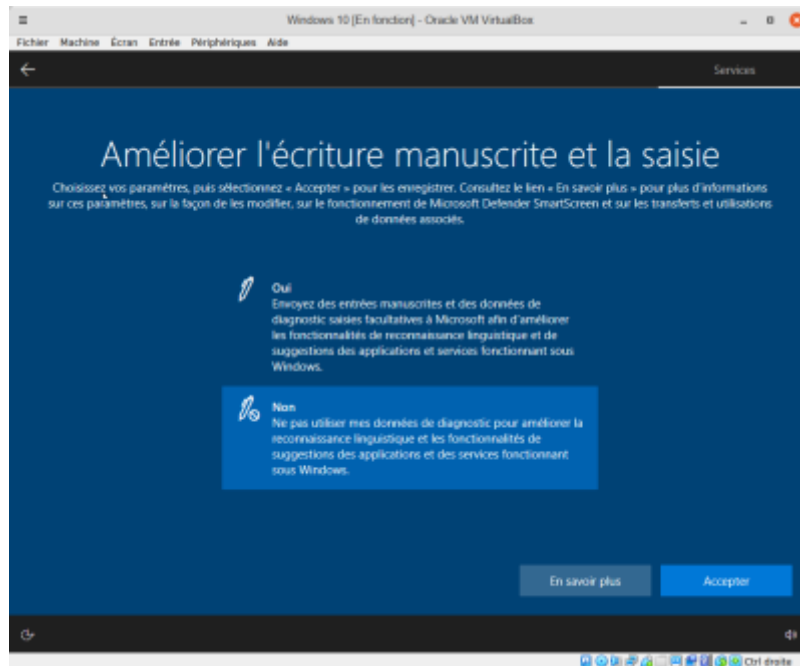 Windows 10 [En fonction] - Oracle VM VirtualBox
Fichier Machine Écran Entrée Périphériques Aide
Services
Améliorer l'écriture manuscrite et la saisie
Choisissez vos paramètres, puis sélectionnez « Accepter » pour les enregistrer. Consultez le lien « En savoir plus » pour plus d'informations
sur ces paramètres, sur la façon de les modifier, sur le fonctionnement de Microsoft Defender SmartScreen et sur les transferts et utilisations
de données associés.
Oui
Envoyez des entrées manuscrites et des données de
diagnostic saisies facultatives à Microsoft afin d'améliorer
les fonctionnalités de reconnaissance linguistique et de
suggestions des applications et services fonctionnant sous
Windows.
Non
Ne pas utiliser mes données de diagnostic pour améliorer la
reconnaissance linguistique et les fonctionnalités de
suggestions des applications et des services fonctionnant
sous Windows.
En savoir plus
Accepter
Ctrl droite